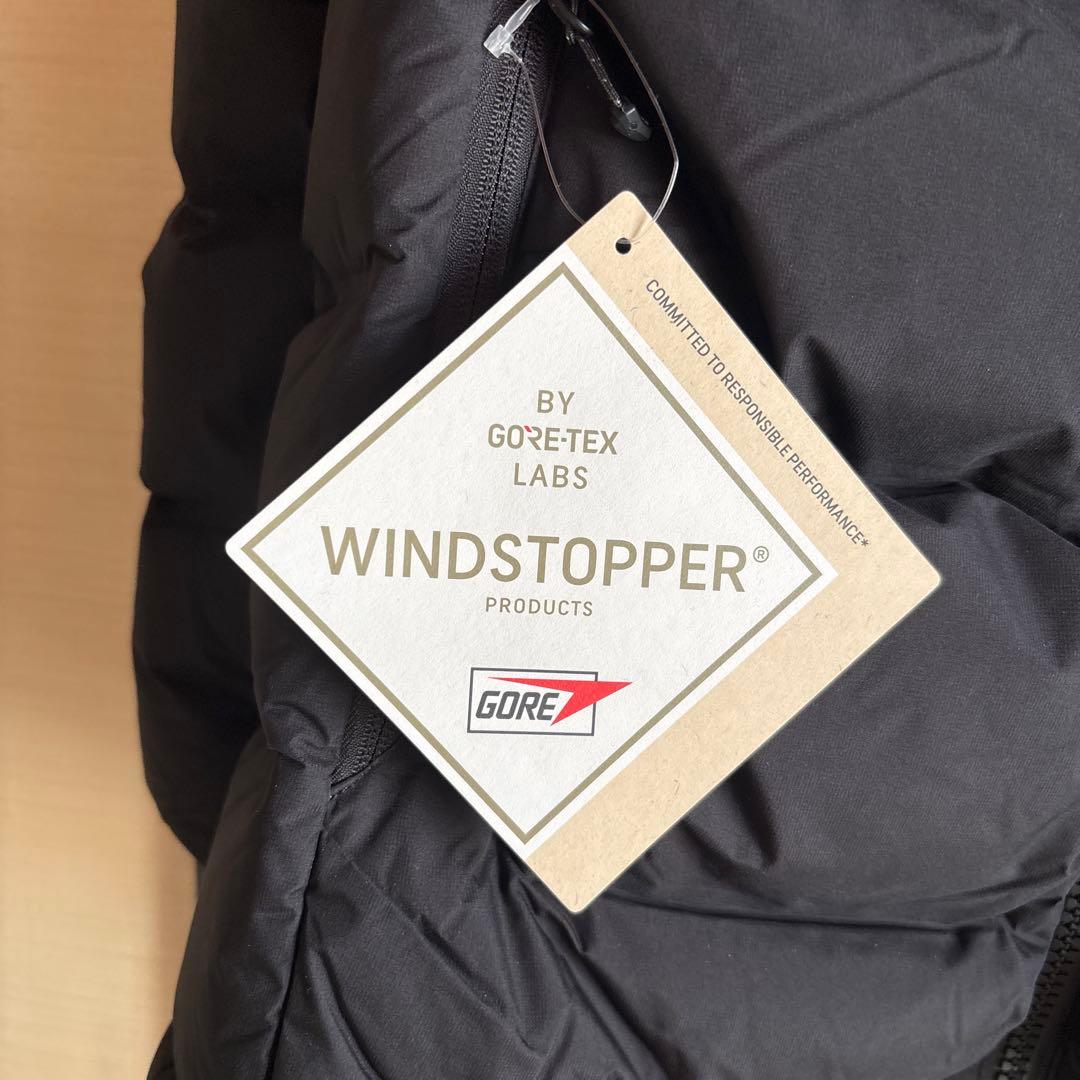 COMMITTED TO RESPONSIBLE PERFORMANCE*
BY
GORE-TEX
LABS
WINDSTOPPER®
PRODUCTS
GORE